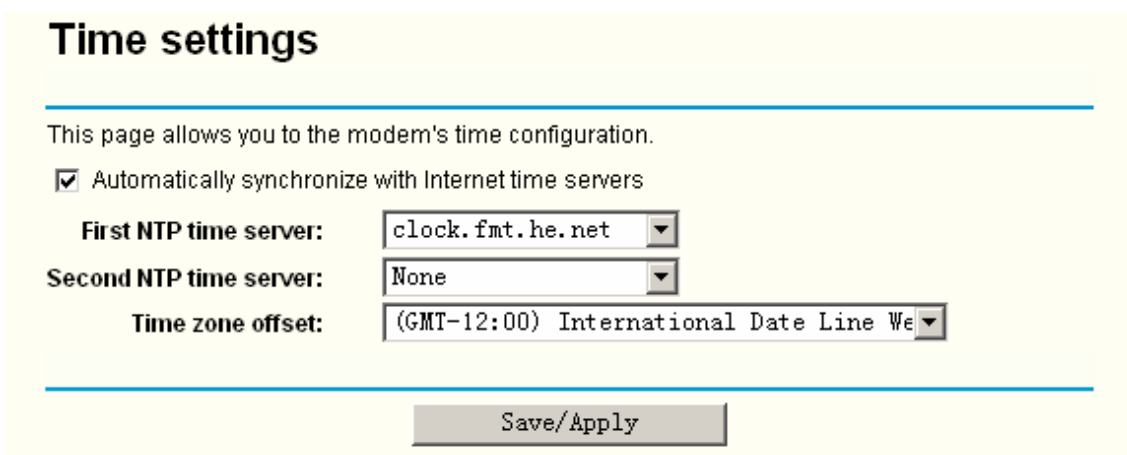 Time settings
This page allows you to the modem's time configuration.
Automatically synchronize with Internet time servers
First NTP time server: clock.fmt.he.net
Second NTP time server: None
Time zone offset: (GMT-12:00) International Date Line We
Save/Apply